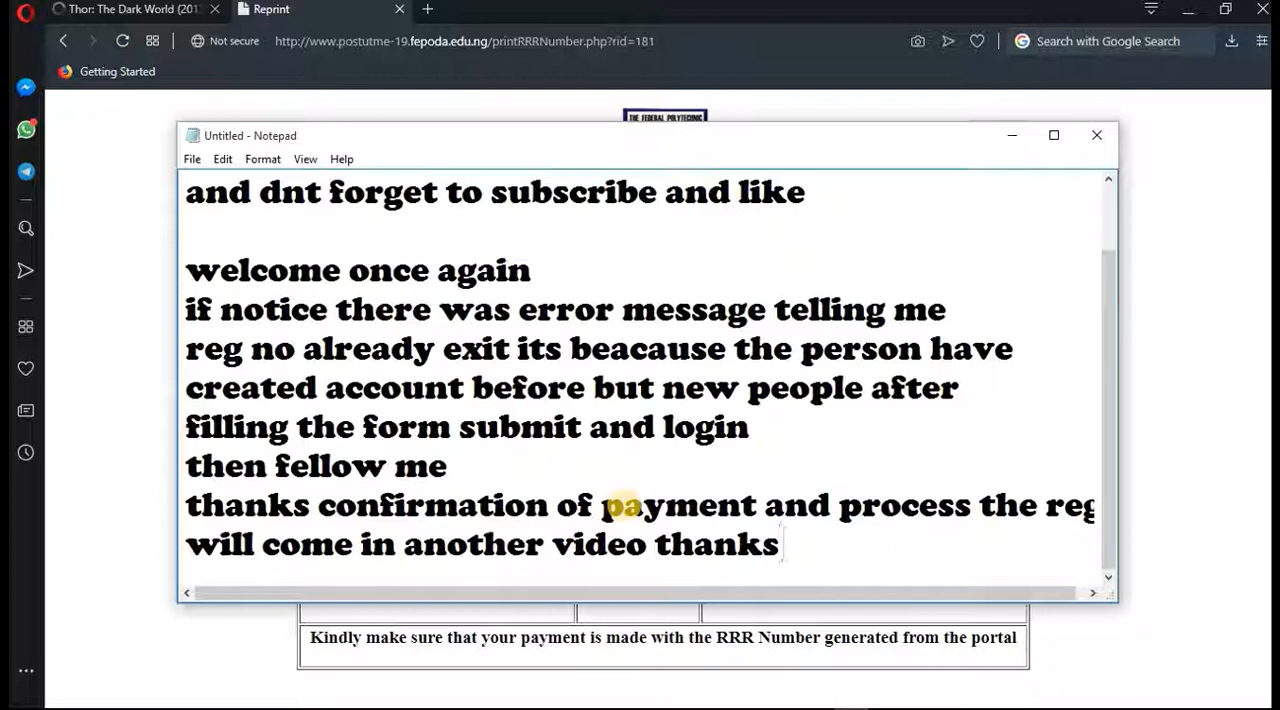 Thor: The Dark World (201
Reprint
Not secure
http://www.postutme-19.fepoda.edu.ng/printRRRNumber.php?rid=181
Search with Google Search
Getting Started
THE FEDERAL POLYTECHNIC
Untitled - Notepad
File Edit Format View Help
and dnt forget to subscribe and like
welcome once again
if notice there was error message telling me
reg no already exit its beacause the person have
created account before but new people after
filling the form submit and login
then fellow me
thanks confirmation of payment and process the reg
will come in another video thanks
Kindly make sure that your payment is made with the RRR Number generated from the portal